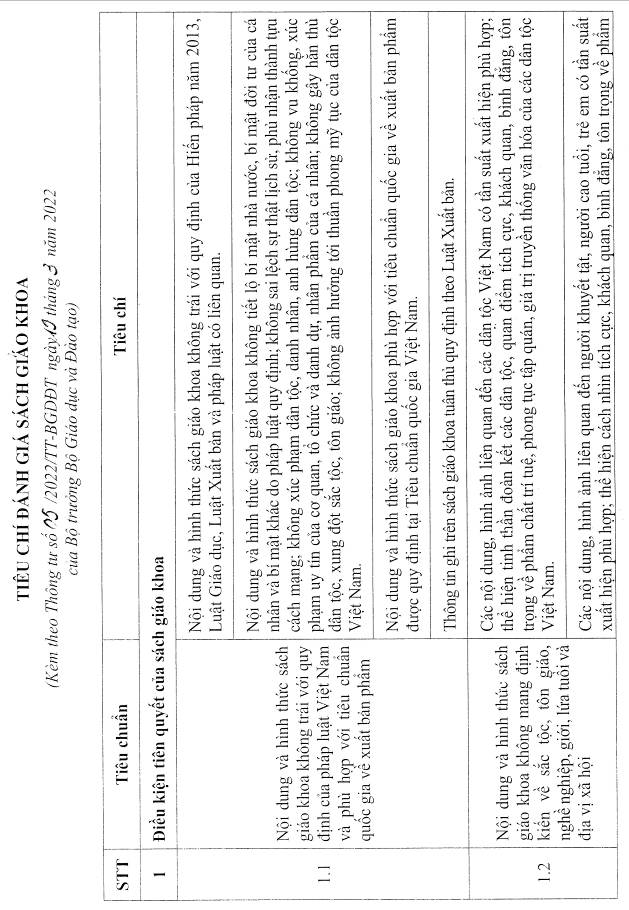 TIÊU CHÍ ĐÁNH GIÁ SÁCH GIÁO KHOA
(Kèm theo Thông tư số 05 /2022/TT-BGDĐT ngày 19 tháng 3 năm 2022
của Bộ trưởng Bộ Giáo dục và Đào tạo)
STT Tiêu chuẩn Tiêu chí
1 Điều kiện tiên quyết của sách giáo khoa
1.1
Nội dung và hình thức sách
giáo khoa không trái với quy
định của pháp luật Việt Nam
và phù hợp với tiêu chuẩn
quốc gia về xuất bản phẩm
Nội dung và hình thức sách giáo khoa không trái với quy định của Hiến pháp năm 2013,
Luật Giáo dục, Luật Xuất bản và pháp luật có liên quan.
Nội dung và hình thức sách giáo khoa không tiết lộ bí mật nhà nước, bí mật đời tư của cá
nhân và bí mật khác do pháp luật quy định; không sai lệch sự thật lịch sử, phủ nhận thành tựu
cách mạng; không xúc phạm dân tộc, danh nhân, anh hùng dân tộc; không vu khống, xúc
phạm uy tín của cơ quan, tổ chức và danh dự, nhân phẩm của cá nhân; không gây hằn thù
dân tộc, xung đột sắc tộc, tôn giáo; không ảnh hưởng tới thuần phong mỹ tục của dân tộc
Việt Nam.
Nội dung và hình thức sách giáo khoa phù hợp với tiêu chuẩn quốc gia về xuất bản phẩm
được quy định tại Tiêu chuẩn quốc gia Việt Nam.
Thông tin ghi trên sách giáo khoa tuân thủ quy định theo Luật Xuất bản.
1.2
Nội dung và hình thức sách
giáo khoa không mang định
kiến về sắc tộc, tôn giáo,
nghề nghiệp, giới, lứa tuổi và
địa vị xã hội
Các nội dung, hình ảnh liên quan đến các dân tộc Việt Nam có tần suất xuất hiện phù hợp;
thể hiện tinh thần đoàn kết các dân tộc, quan điểm tích cực, khách quan, bình đẳng, tôn
trọng về phẩm chất trí tuệ, phong tục tập quán, giá trị truyền thống văn hóa của các dân tộc
Việt Nam.
Các nội dung, hình ảnh liên quan đến người khuyết tật, người cao tuổi, trẻ em có tần suất
xuất hiện phù hợp; thể hiện cách nhìn tích cực, khách quan, bình đẳng, tôn trọng về phẩm